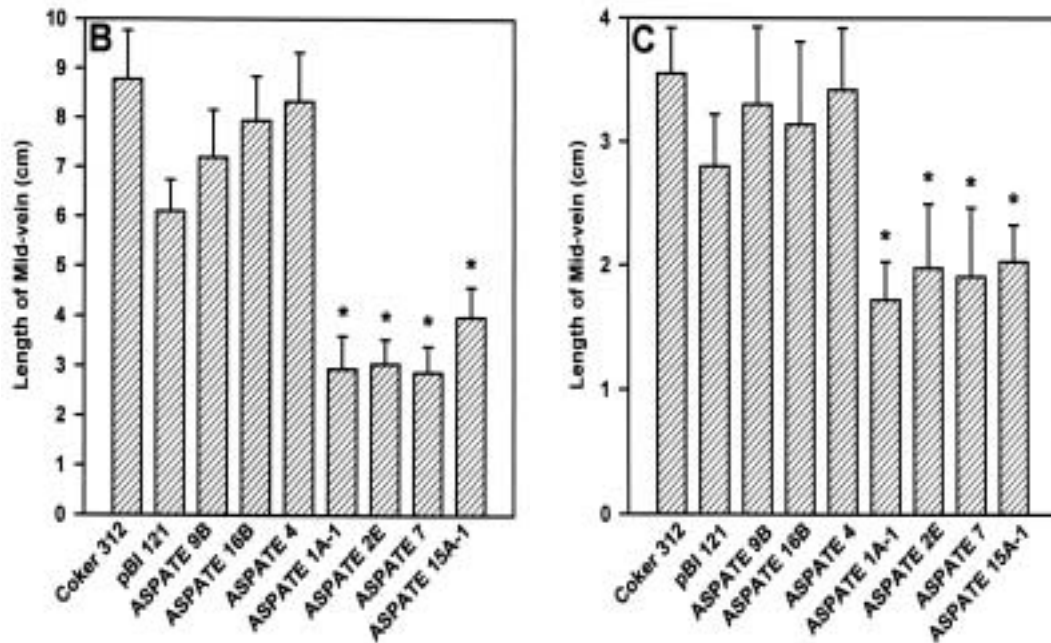 B
Length of Mid-vein (cm)
10
9
8
7
6
5
4
3
2
1
0
* * * *
Coker 312
pBI 121
ASPATE 9B
ASPATE 16B
ASPATE 4
ASPATE 1A-1
ASPATE 2E
ASPATE 7
ASPATE 15A-1
C
Length of Mid-vein (cm)
4
3
2
1
0
* * * *
Coker 312
pBI 121
ASPATE 9B
ASPATE 16B
ASPATE 4
ASPATE 1A-1
ASPATE 2E
ASPATE 7
ASPATE 15A-1